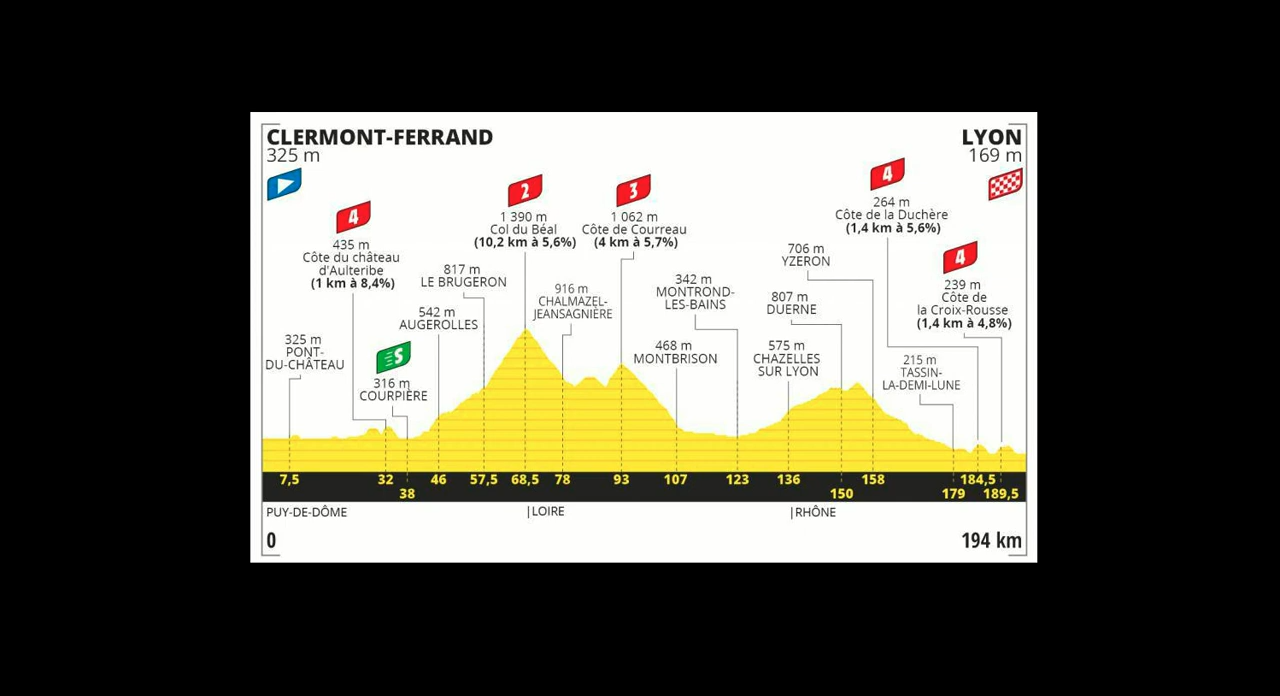 CLERMONT-FERRAND
325 m
LYON
169 m
4
435 m
Côte du château
d'Aulteribe
(1 km à 8,4%)
2
1 390 m
Col du Béal
(10,2 km à 5,6%)
3
1 062 m
Côte de Courreau
(4 km à 5,7%)
4
264 m
Côte de la Duchère
(1,4 km à 5,6%)
4
239 m
Côte de
la Croix-Rousse
(1,4 km à 4,8%)
325 m
PONT-
DU-CHÂTEAU
S
316 m
COURPIÈRE
542 m
AUGEROLLES
817 m
LE BRUGERON
916 m
CHALMAZEL-
JEANSAGNIÈRE
468 m
MONTBRISON
342 m
MONTROND-
LES-BAINS
575 m
CHAZELLES
SUR LYON
807 m
DUERNE
706 m
YZERON
215 m
TASSIN-
LA-DEMI-LUNE
7,5 32 46 57,5 68,5 78 93 107 123 136 158 184,5
38 150 179 189,5
PUY-DE-DÔME |LOIRE |RHÔNE
0 194 km